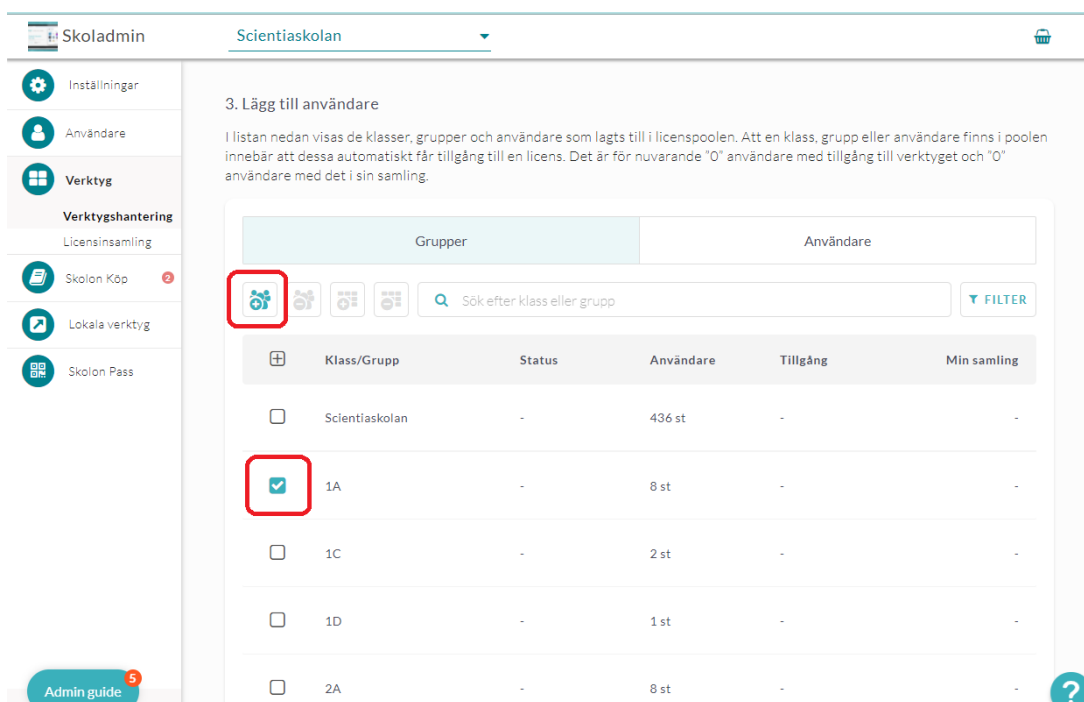 Skoladmin
Scientiaskolan
Inställningar
Användare
Verktyg
Verktygshantering
Licensinsamling
Skolon Köp 2
Lokala verktyg
Skolon Pass
Admin guide 5
3. Lägg till användare
I listan nedan visas de klasser, grupper och användare som lagts till i licenspoolen. Att en klass, grupp eller användare finns i poolen
innebär att dessa automatiskt får tillgång till en licens. Det är för nuvarande "0" användare med tillgång till verktyget och "0"
användare med det i sin samling.
Grupper Användare
Sök efter klass eller grupp FILTER
Klass/Grupp Status Användare Tillgång Min samling
Scientiaskolan - 436 st - -
1A - 8 st - -
1C - 2 st - -
1D - 1 st - -
2A - 8 st - -
?